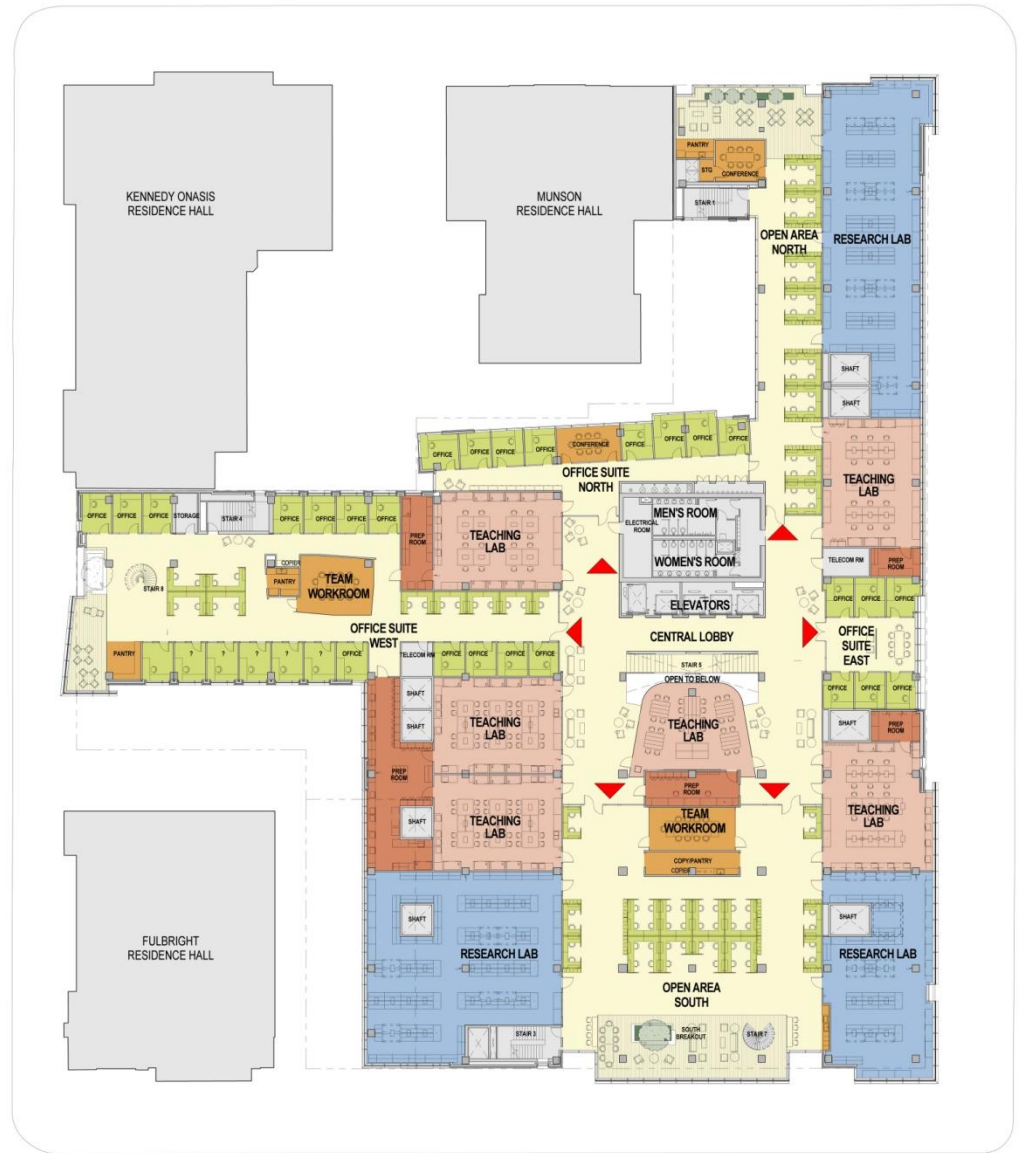 KENNEDY ONASIS
RESIDENCE HALL
MUNSON
RESIDENCE HALL
PANTRY
STG
CONFERENCE
STAIR 1
OPEN AREA
NORTH
RESEARCH LAB
SHAFT
SHAFT
OFFICE
OFFICE
OFFICE
OFFICE
CONFERENCE
OFFICE
OFFICE
OFFICE
OFFICE
OFFICE SUITE
NORTH
TEACHING
LAB
OFFICE
OFFICE
OFFICE
STORAGE
STAIR 4
OFFICE
OFFICE
OFFICE
OFFICE
PREP
ROOM
TEACHING
LAB
ELECTRICAL
ROOM
MEN'S ROOM
WOMEN'S ROOM
ELEVATORS
TELECOM RM
PREP
ROOM
COPIER
PANTRY
TEAM
WORKROOM
STAIR 8
OFFICE SUITE
WEST
CENTRAL LOBBY
OFFICE
OFFICE
OFFICE
OFFICE
SUITE
EAST
PANTRY
?
?
?
?
?
OFFICE
TELECOM RM
OFFICE
OFFICE
OFFICE
OFFICE
STAIR 5
OPEN TO BELOW
OFFICE
OFFICE
OFFICE
SHAFT
SHAFT
TEACHING
LAB
TEACHING
LAB
SHAFT
PREP
ROOM
PREP
ROOM
PREP
ROOM
SHAFT
TEACHING
LAB
TEAM
WORKROOM
TEACHING
LAB
COPY/PANTRY
COPIER
FULBRIGHT
RESIDENCE HALL
SHAFT
RESEARCH LAB
SHAFT
RESEARCH LAB
OPEN AREA
SOUTH
STAIR 3
SOUTH
BREAKOUT
STAIR 7